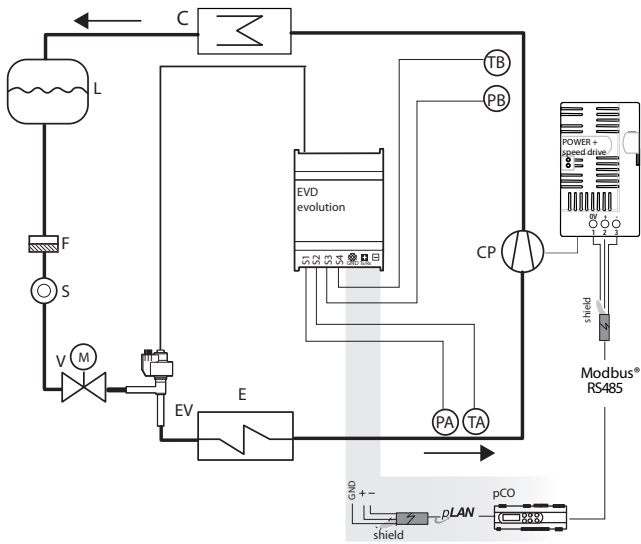 C
L
TB
PB
POWER +
speed drive
EVD
evolution
F
S1
S2
S3
S4
GND
0V + -
1 2 3
CP
S
shield
V
M
Modbus®
RS485
EV
E
PA
TA
GND
+
–
pCO
pLAN
shield